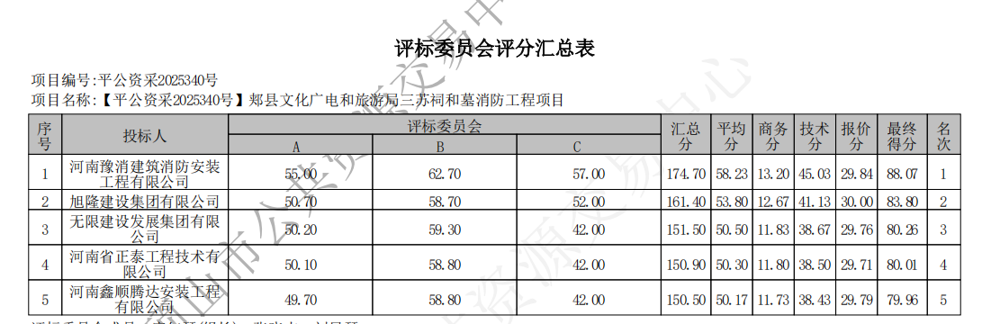 评标委员会评分汇总表
项目编号:平公资采2025340号
项目名称:【平公资采2025340号】郏县文化广电和旅游局三苏祠和墓消防工程项目
序号 投标人 评标委员会 汇总分 平均分 商务分 技术分 报价分 最终得分 名次
A B C
1 河南豫消建筑消防安装工程有限公司 55.00 62.70 57.00 174.70 58.23 13.20 45.03 29.84 88.07 1
2 旭隆建设集团有限公司 50.70 58.70 52.00 161.40 53.80 12.67 41.13 30.00 83.80 2
3 无限建设发展集团有限公司 50.20 59.30 42.00 151.50 50.50 11.83 38.67 29.76 80.26 3
4 河南省正泰工程技术有限公司 50.10 58.80 42.00 150.90 50.30 11.80 38.50 29.71 80.01 4
5 河南鑫顺腾达安装工程有限公司 49.70 58.80 42.00 150.50 50.17 11.73 38.43 29.79 79.96 5